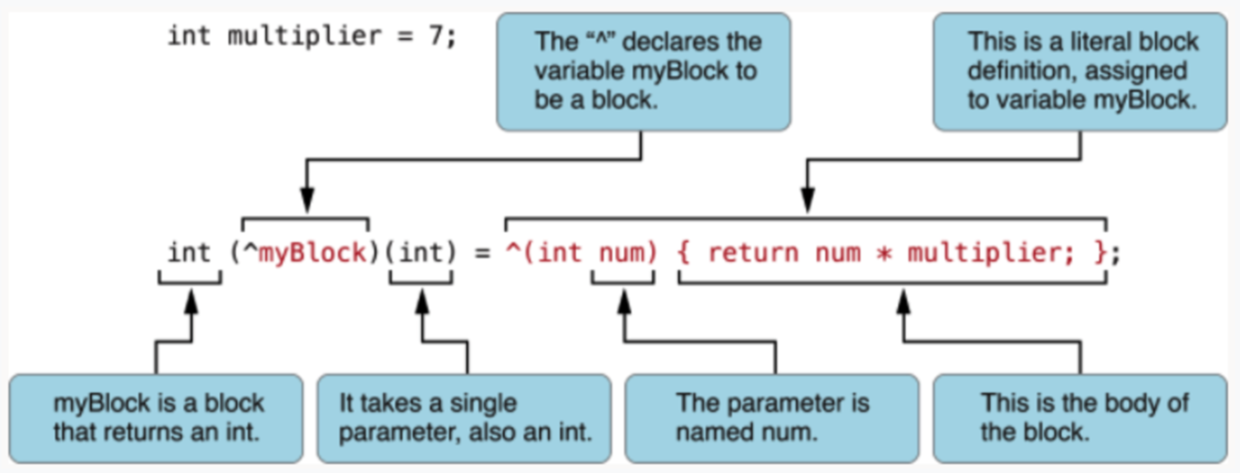 int multiplier = 7;
The “^” declares the
variable myBlock to
be a block.
This is a literal block
definition, assigned
to variable myBlock.
int (^myBlock)(int) = ^(int num) { return num * multiplier; };
myBlock is a block
that returns an int.
It takes a single
parameter, also an int.
The parameter is
named num.
This is the body of
the block.